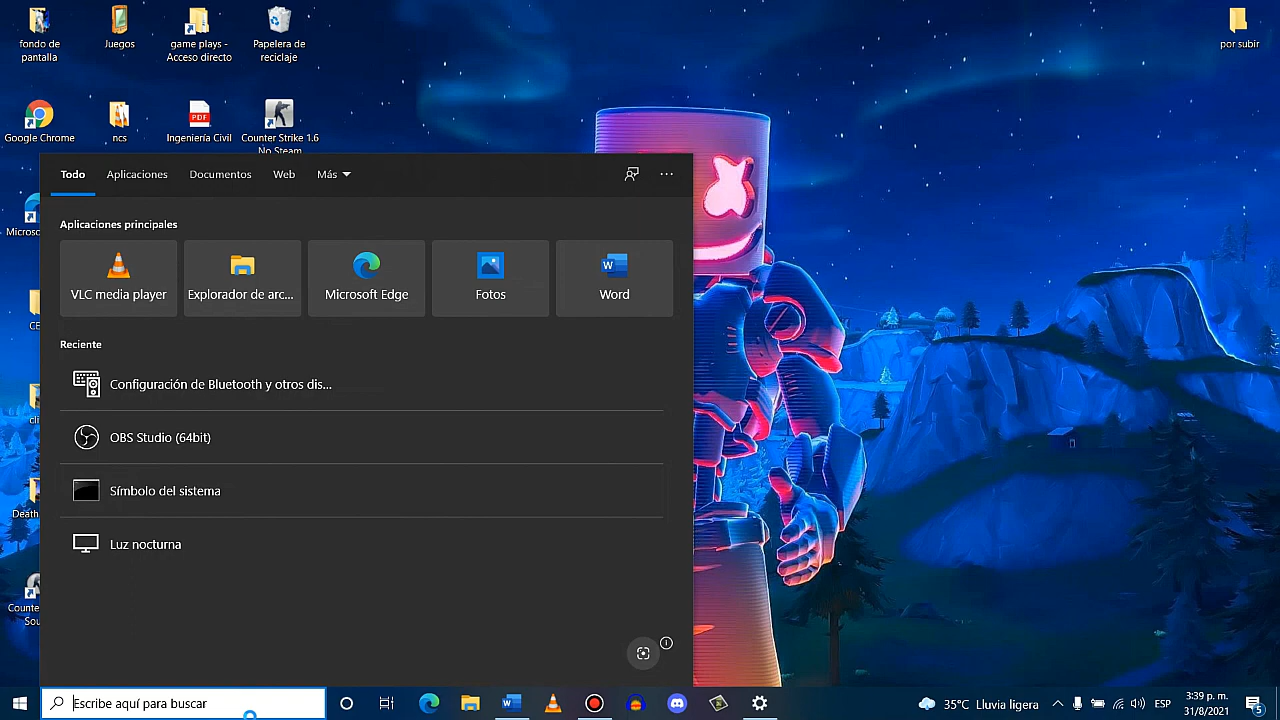 fondo de
pantalla
Juegos
game plays -
Acceso directo
Papelera de
reciclaje
por subir
Google Chrome
ncs
PDF
Ingeniería Civil
Counter Strike 1.6
No Steam
Todo
Aplicaciones
Documentos
Web
Más
Aplicaciones principales
VLC media player
Explorador de arc...
Microsoft Edge
Fotos
W
Word
Reciente
Configuración de Bluetooth y otros dis...
OBS Studio (64bit)
Símbolo del sistema
Luz nocturna
Escribe aquí para buscar
W
35°C Lluvia ligera
ESP
3:39 p. m.
31/8/2021
5